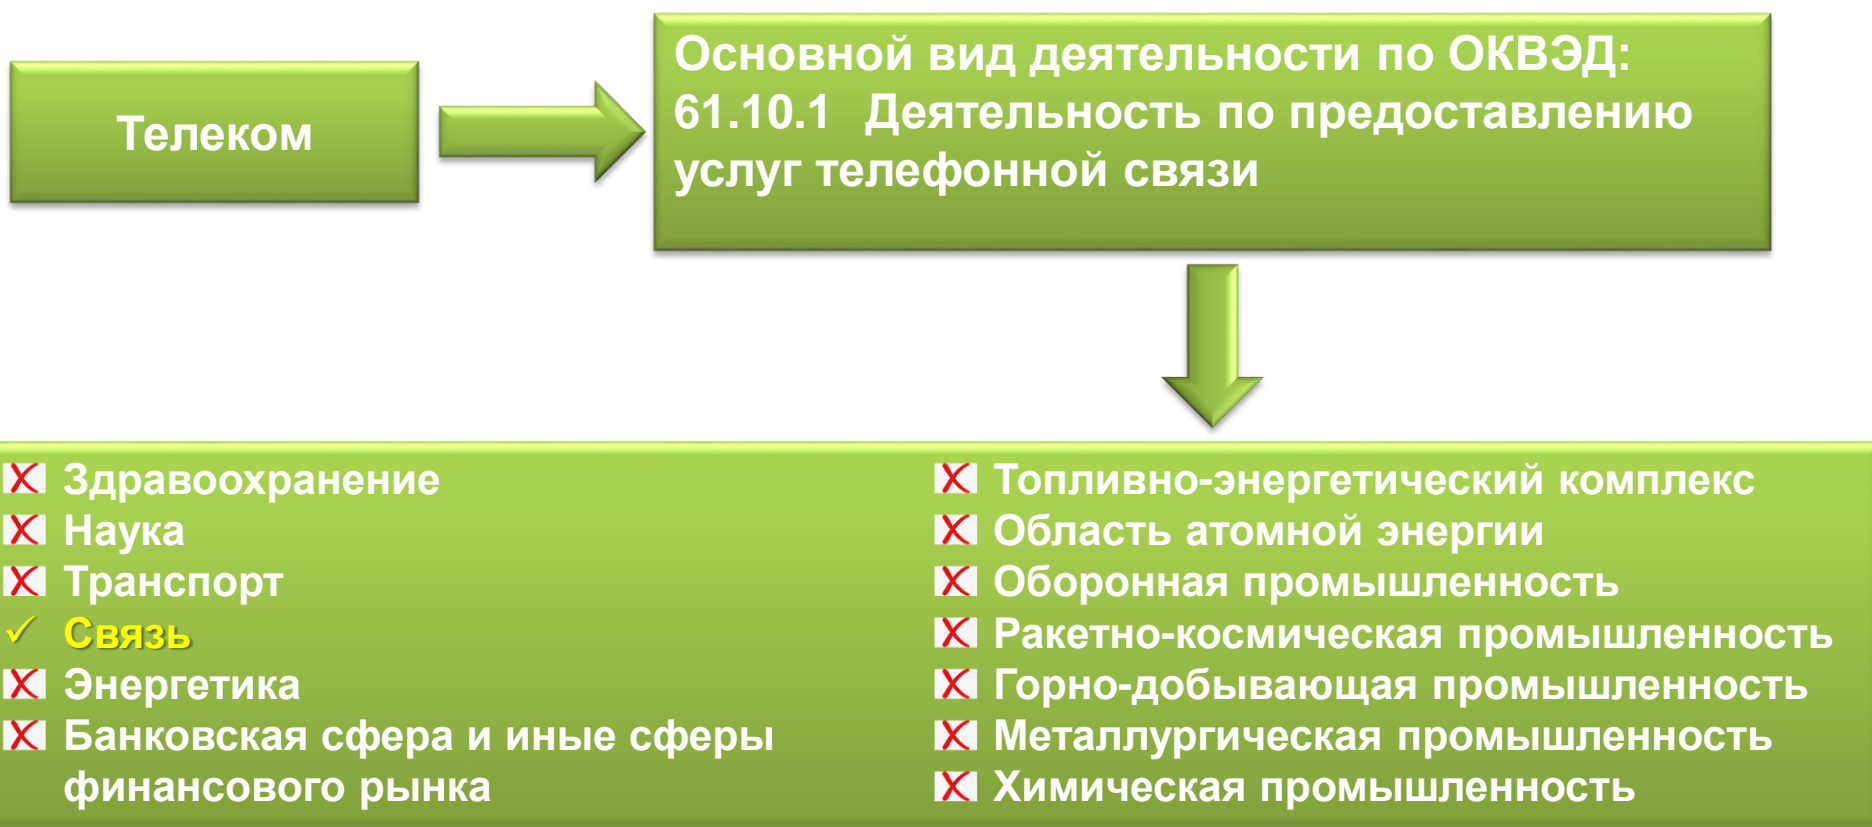 Телеком
Основной вид деятельности по ОКВЭД:
61.10.1 Деятельность по предоставлению
услуг телефонной связи
Здравоохранение
Наука
Транспорт
Связь
Энергетика
Банковская сфера и иные сферы
финансового рынка
Топливно-энергетический комплекс
Область атомной энергии
Оборонная промышленность
Ракетно-космическая промышленность
Горно-добывающая промышленность
Металлургическая промышленность
Химическая промышленность